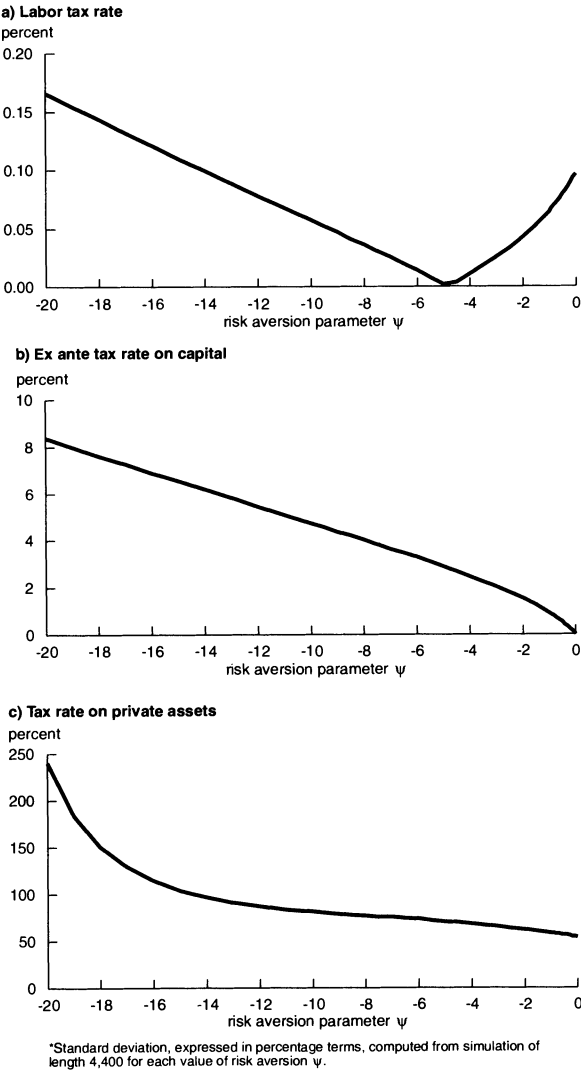 a) Labor tax rate
percent
0.20
0.15
0.10
0.05
0.00
-20 -18 -16 -14 -12 -10 -8 -6 -4 -2 0
risk aversion parameter ψ
b) Ex ante tax rate on capital
percent
10
8
6
4
2
0
-20 -18 -16 -14 -12 -10 -8 -6 -4 -2 0
risk aversion parameter ψ
c) Tax rate on private assets
percent
250
200
150
100
50
0
-20 -18 -16 -14 -12 -10 -8 -6 -4 -2 0
risk aversion parameter ψ
*Standard deviation, expressed in percentage terms, computed from simulation of
length 4,400 for each value of risk aversion ψ.